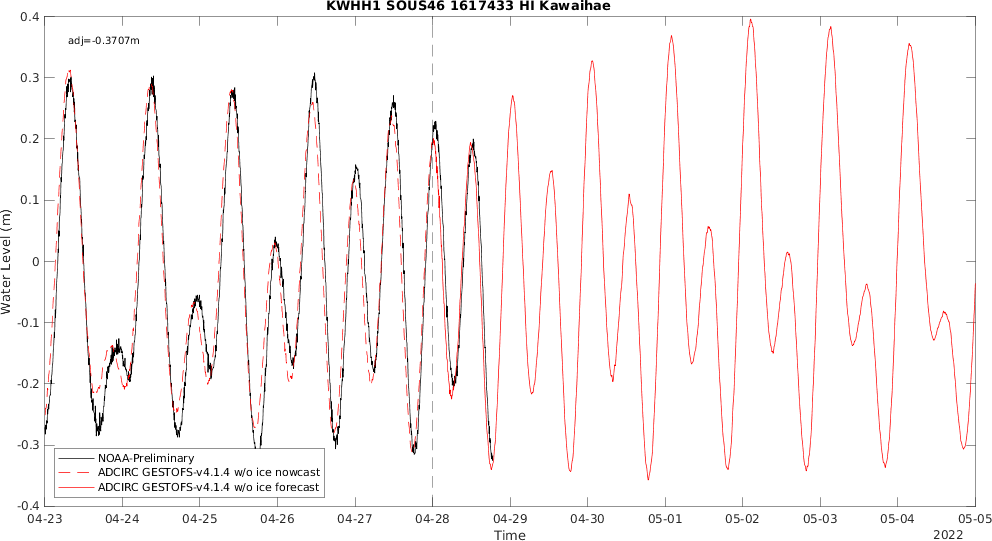 KWHH1 SOUS46 1617433 HI Kawaihae
adj=-0.3707m
0.4
0.3
0.2
0.1
0
-0.1
-0.2
-0.3
-0.4
Water Level (m)
NOAA-Preliminary
ADCIRC GESTOFS-v4.1.4 w/o ice nowcast
ADCIRC GESTOFS-v4.1.4 w/o ice forecast
04-23 04-24 04-25 04-26 04-27 04-28 04-29 04-30 05-01 05-02 05-03 05-04 05-05
Time
2022